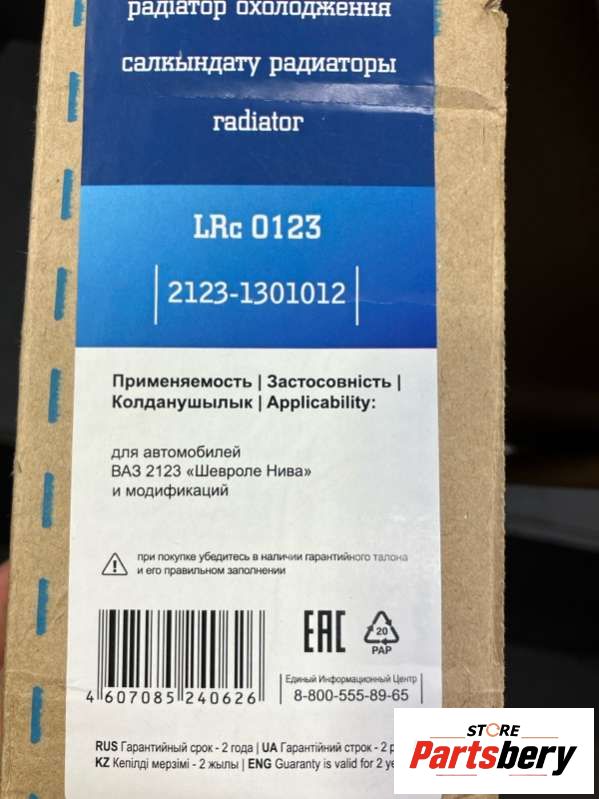 радіатор охолодження
салқындату радиаторы
radiator
LRc 0123
2123-1301012
Применяемость | Застосовність |
Колданушылык | Applicability:
для автомобилей
ВАЗ 2123 «Шевроле Нива»
и модификаций
при покупке убедитесь в наличии гарантийного талона
и его правильном заполнении
EAC
20
PAP
Единый Информационный Центр
8-800-555-89-65
4 607085 240626
RUS Гарантийный срок - 2 года | UA Гарантійний строк - 2
KZ Кепілді мерзімі - 2 жылы | ENG Guaranty is valid for 2
STORE
Partsbery